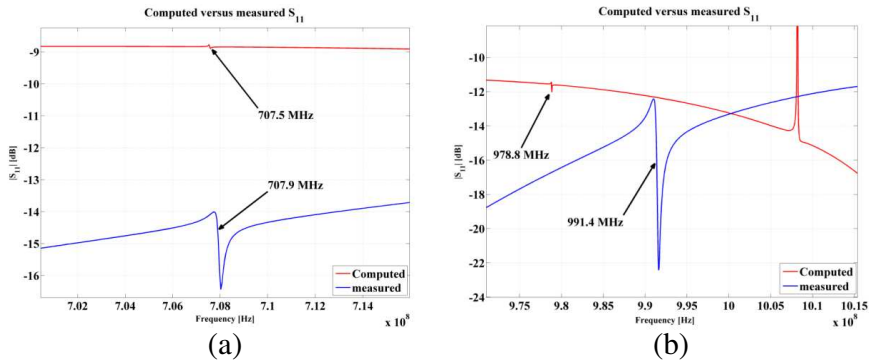 Computed versus measured S11
|S11| [dB]
-9
-10
-11
-12
-13
-14
-15
-16
707.5 MHz
707.9 MHz
Computed
measured
7.02
7.04
7.06
7.08
7.1
7.12
7.14
Frequency [Hz]
x 10^8
(a)
Computed versus measured S11
|S11| [dB]
-12
-14
-16
-18
-20
-22
-24
978.8 MHz
991.4 MHz
Computed
measured
9.75
9.8
9.85
9.9
9.95
10
10.05
10.1
10.15
Frequency [Hz]
x 10^8
(b)